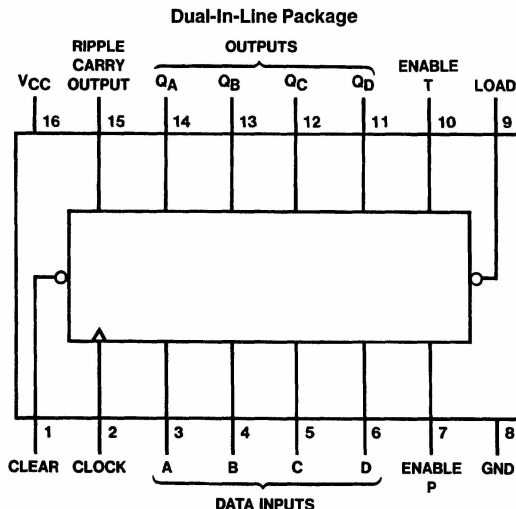 Dual-In-Line Package
RIPPLE
CARRY
OUTPUT
OUTPUTS
ENABLE
T
VCC
QA
QB
QC
QD
LOAD
16
15
14
13
12
11
10
9
1
2
3
4
5
6
7
8
CLEAR
CLOCK
A
B
C
D
ENABLE
P
GND
DATA INPUTS